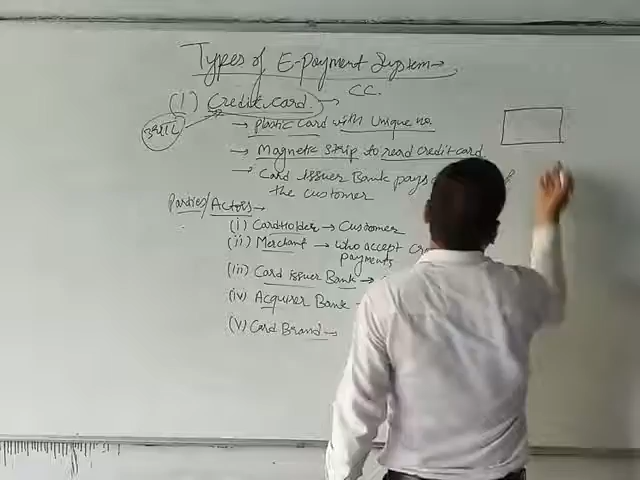 Types of E-Payment System→
(1) Credit card. → CC.
→ Plastic Card with Unique no.
→ Magnetic Strip to read credit card
→ Card Issuer Bank pays
the customer
Parties/Actors→
(i) Cardholder → Customer
(ii) Merchant → who accept
payments
(iii) Card issuer Bank →
(iv) Acquirer Bank -
(v) Card Brand →